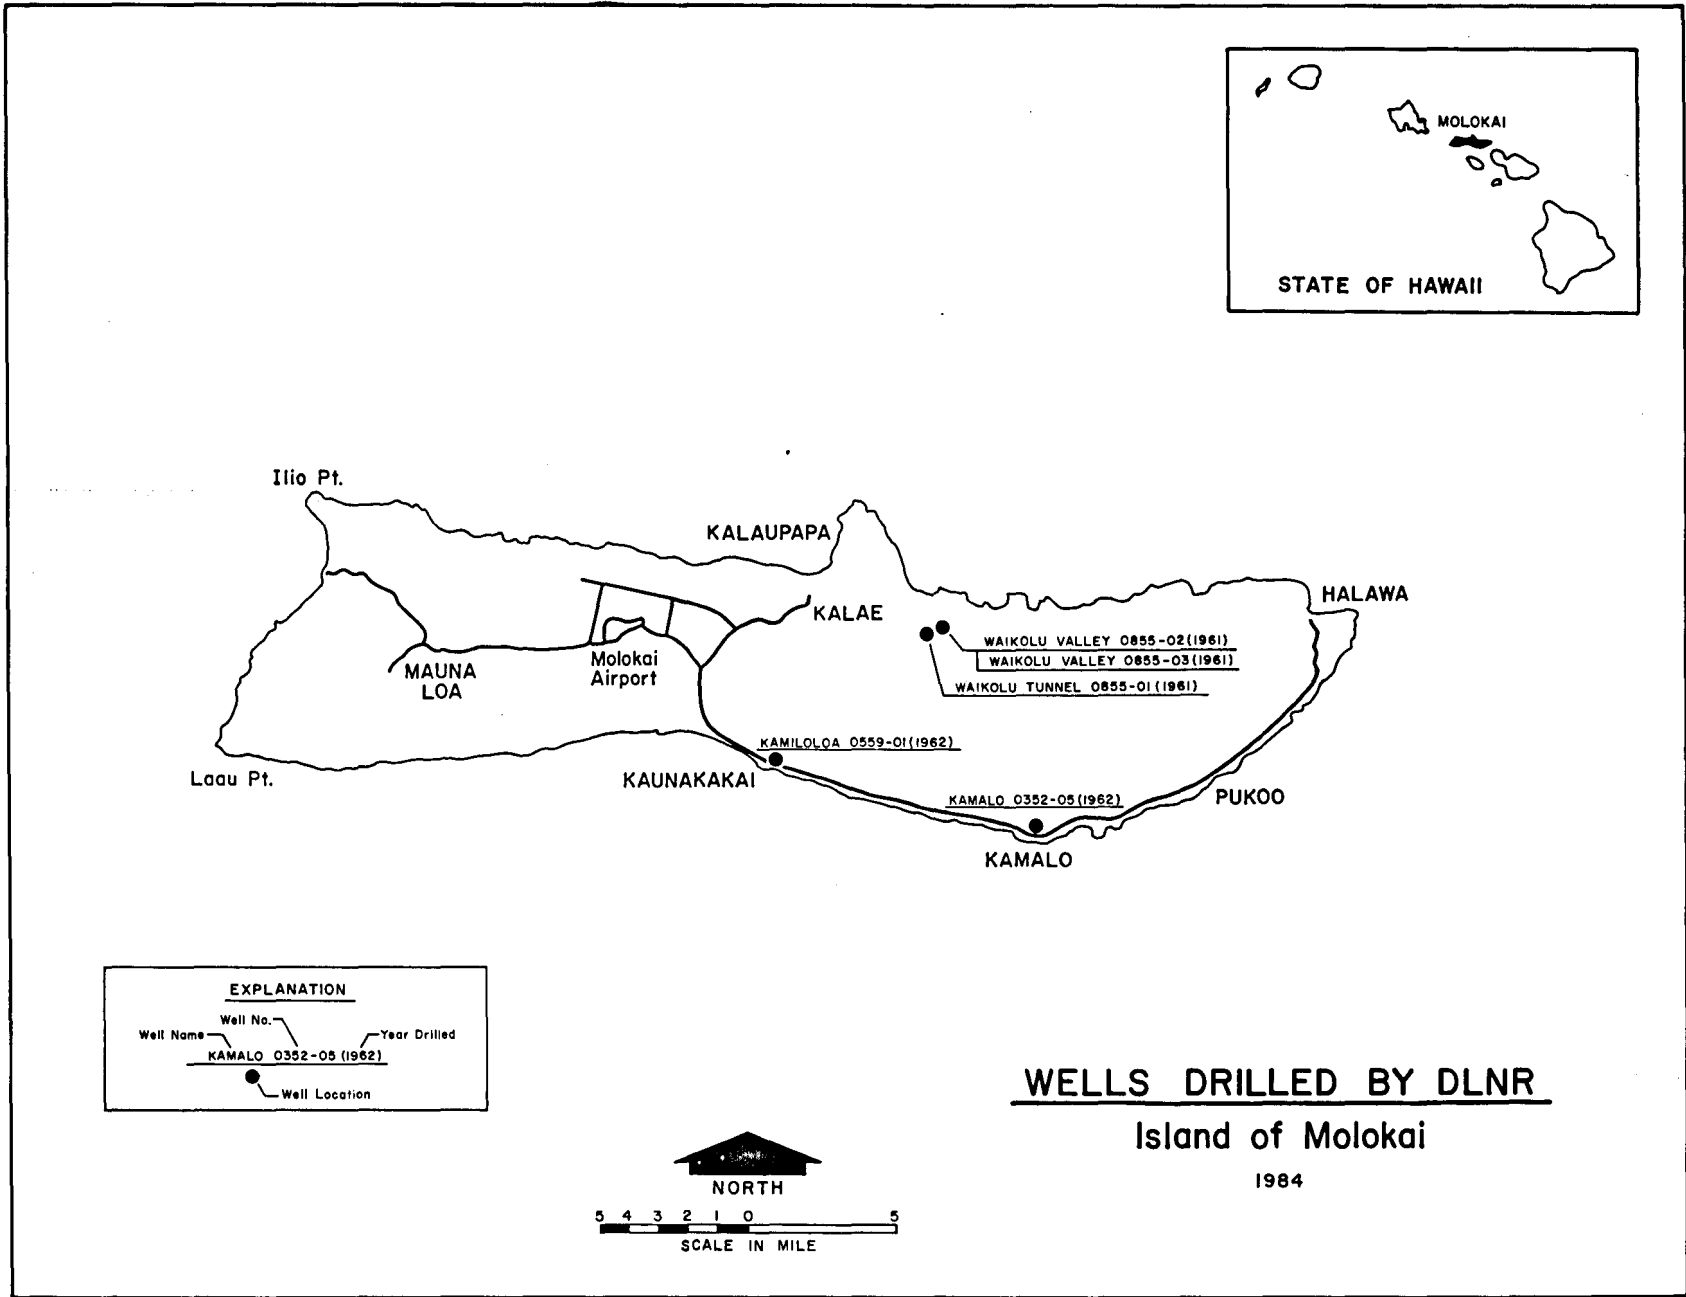 MOLOKAI
STATE OF HAWAII
Ilio Pt.
KALAUPAPA
HALAWA
KALAE
WAIKOLU VALLEY 0855-02(1961)
WAIKOLU VALLEY 0855-03(1961)
WAIKOLU TUNNEL 0855-01(1961)
Molokai
Airport
MAUNA
LOA
KAMILOLOA 0559-01(1962)
Laau Pt.
KAUNAKAKAI
KAMALO 0352-05(1962)
PUKOO
KAMALO
EXPLANATION
Well No.
Well Name
Year Drilled
KAMALO 0352-05 (1962)
Well Location
WELLS DRILLED BY DLNR
Island of Molokai
1984
NORTH
5 4 3 2 1 0 5
SCALE IN MILE